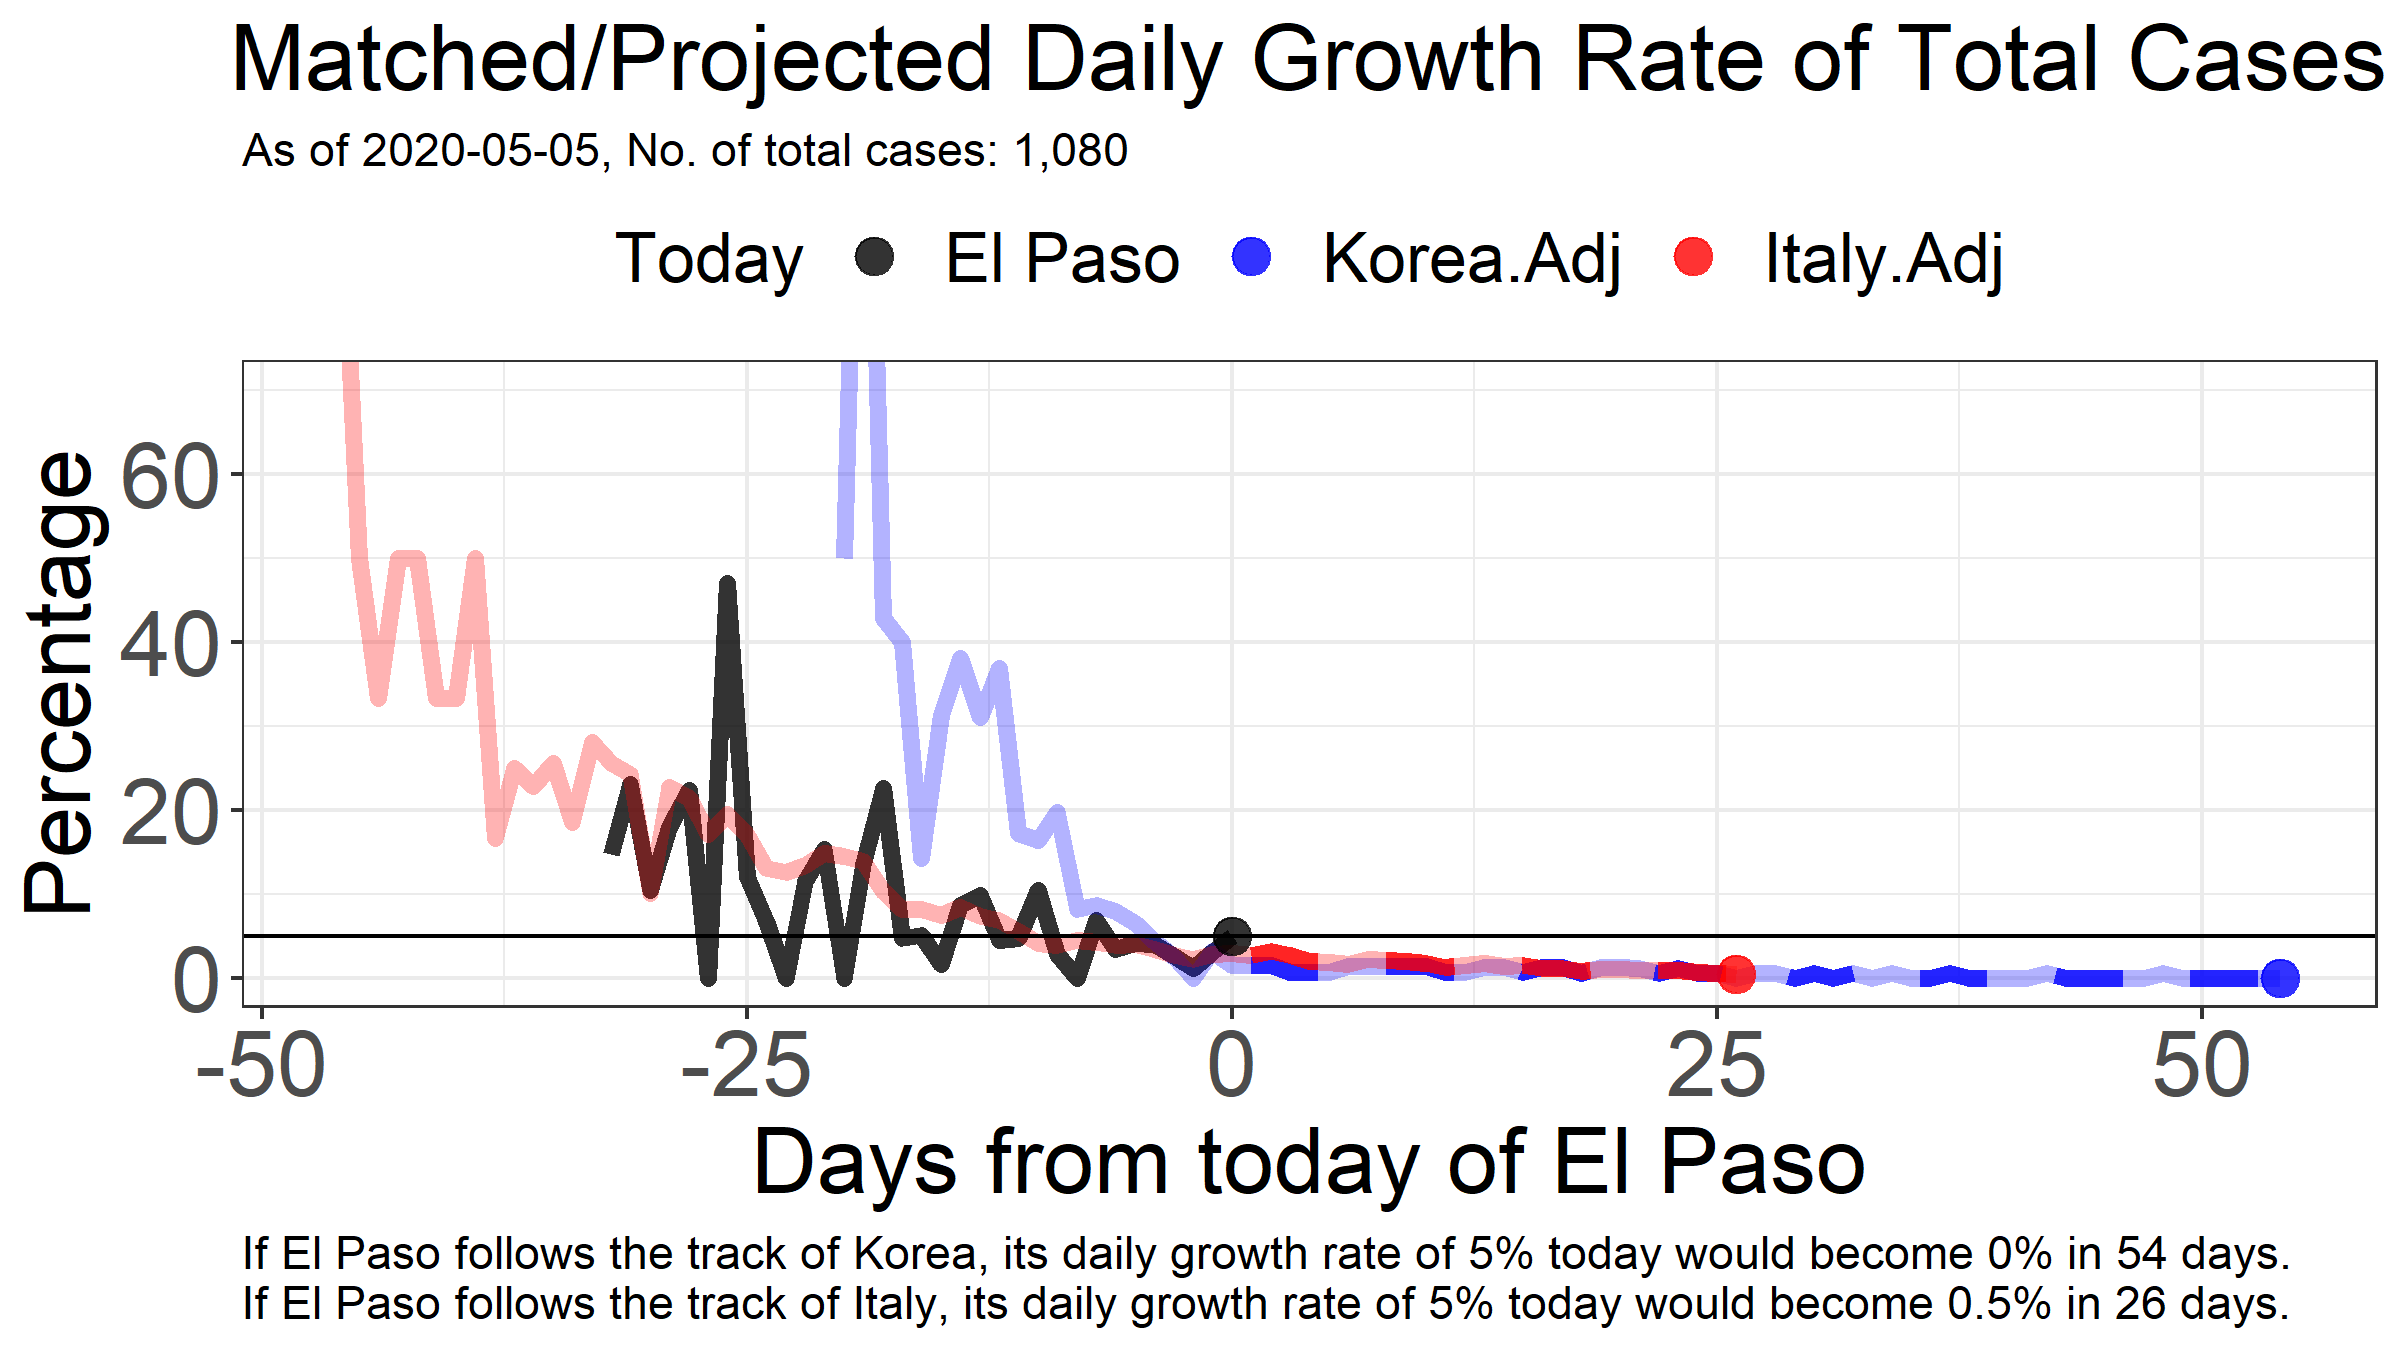 Matched/Projected Daily Growth Rate of Total Cases
As of 2020-05-05, No. of total cases: 1,080
Today El Paso Korea.Adj Italy.Adj
Percentage
60
40
20
0
-50 -25 0 25 50
Days from today of El Paso
If El Paso follows the track of Korea, its daily growth rate of 5% today would become 0% in 54 days.
If El Paso follows the track of Italy, its daily growth rate of 5% today would become 0.5% in 26 days.